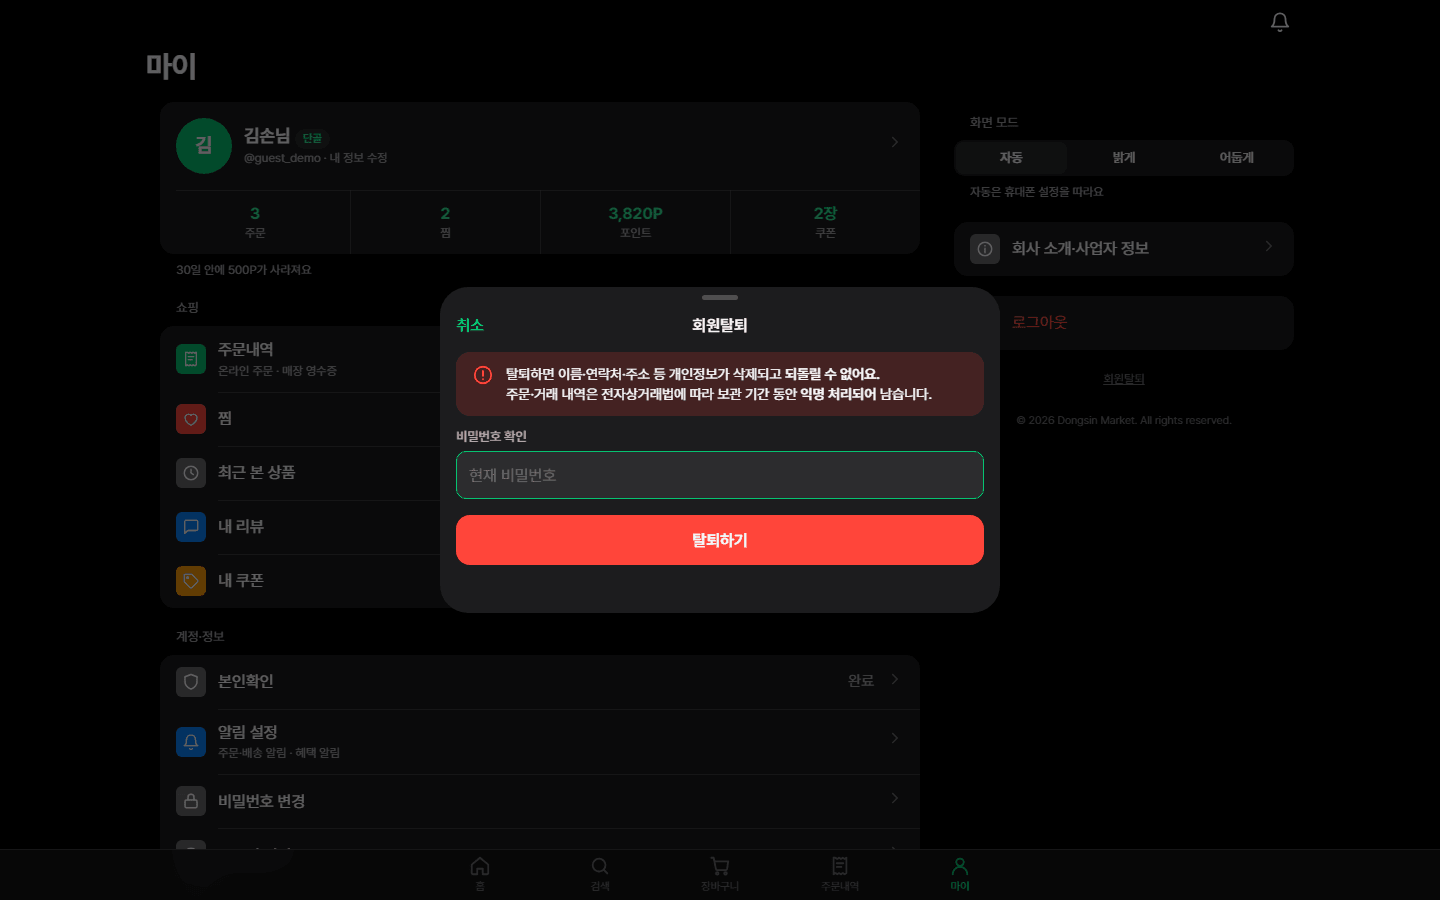 마이
김
김손님 단골
@guest_demo · 내 정보 수정
3
주문
2
찜
3,820P
포인트
2장
쿠폰
30일 안에 500P가 사라져요
쇼핑
주문내역
온라인 주문 · 매장 영수증
찜
최근 본 상품
내 리뷰
내 쿠폰
계정·정보
본인확인
완료
알림 설정
주문·배송 알림 · 혜택 알림
비밀번호 변경
화면 모드
자동
밝게
어둡게
자동은 휴대폰 설정을 따라요
회사 소개·사업자 정보
로그아웃
회원탈퇴
© 2026 Dongsin Market. All rights reserved.
취소
회원탈퇴
탈퇴하면 이름·연락처·주소 등 개인정보가 삭제되고 되돌릴 수 없어요.
주문·거래 내역은 전자상거래법에 따라 보관 기간 동안 익명 처리되어 남습니다.
비밀번호 확인
현재 비밀번호
탈퇴하기
홈
검색
장바구니
주문내역
마이